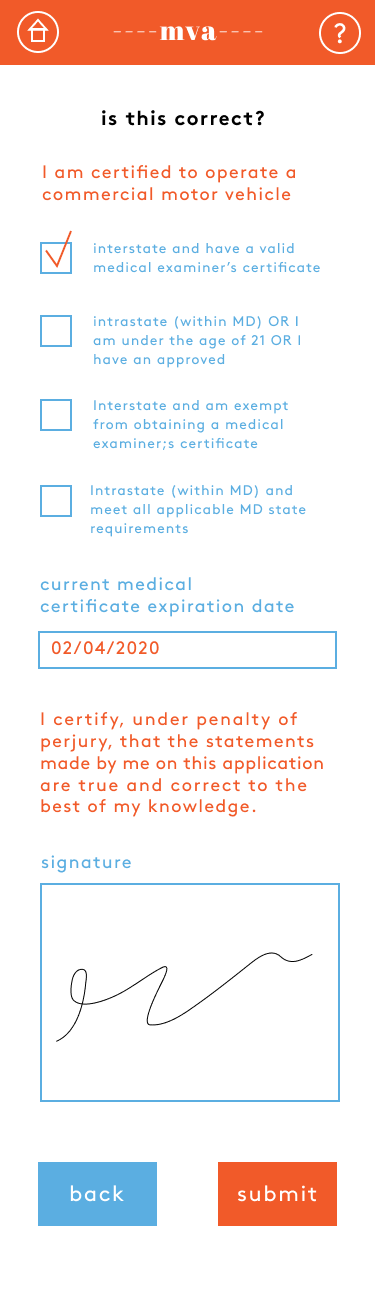 ----mva----
?
is this correct?
I am certified to operate a
commercial motor vehicle
interstate and have a valid
medical examiner’s certificate
intrastate (within MD) OR I
am under the age of 21 OR I
have an approved
Interstate and am exempt
from obtaining a medical
examiner;s certificate
Intrastate (within MD) and
meet all applicable MD state
requirements
current medical
certificate expiration date
02/04/2020
I certify, under penalty of
perjury, that the statements
made by me on this application
are true and correct to the
best of my knowledge.
signature
back
submit